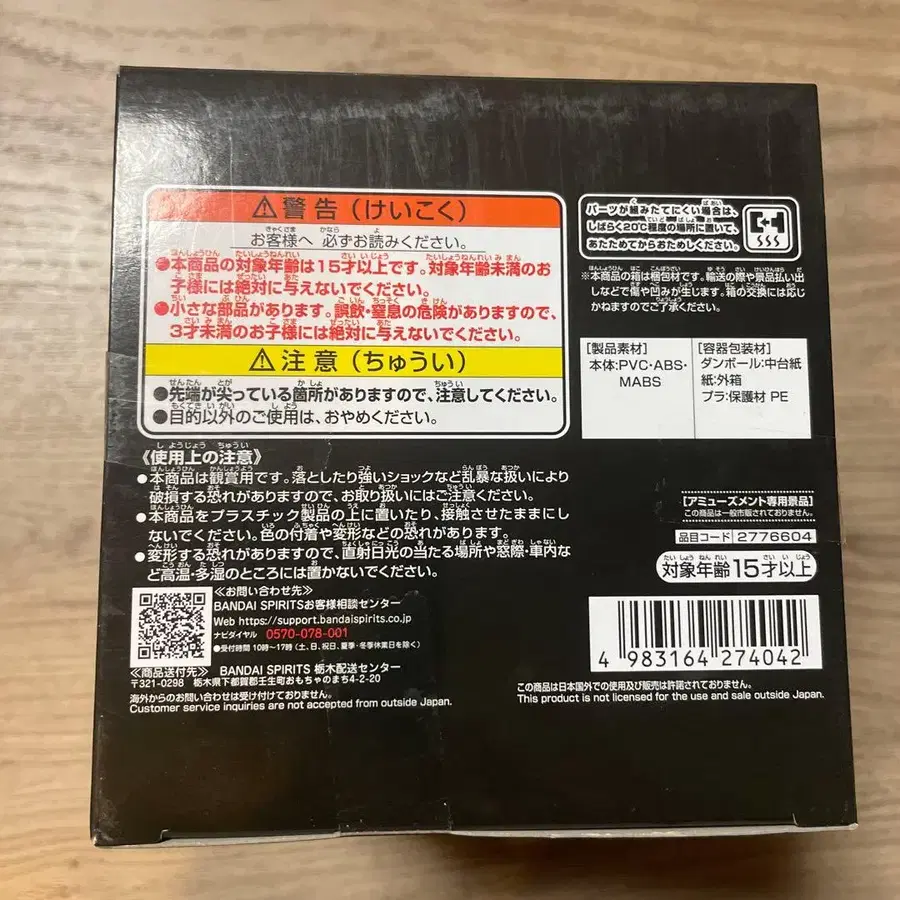 ⚠警告（けいこく）
お客様へ 必ずお読みください。
●本商品の対象年齢は15才以上です。対象年齢未満のお
子様には絶対に与えないでください。
●小さな部品があります。誤飲・窒息の危険がありますので、
3才未満のお子様には絶対に与えないでください。
⚠注意（ちゅうい）
●先端が尖っている箇所がありますので、注意してください。
●目的以外のご使用は、おやめください。
《使用上の注意》
●本商品は観賞用です。落としたり強いショックなど乱暴な扱いにより
破損する恐れがありますので、お取り扱いにはご注意ください。
●本商品をプラスチック製品の上に置いたり、接触させたままにし
ないでください。色の付着や変形などの恐れがあります。
●変形する恐れがありますので、直射日光の当たる場所や窓際・車内な
ど高温・多湿のところには置かないでください。
≪お問い合わせ先≫
BANDAI SPIRITSお客様相談センター
Web https://support.bandaispirits.co.jp/
ナビダイヤル 0570-078-001
●受付時間 10時～17時（土、日、祝日、夏季・冬季休業日を除く）
≪商品送付先≫ BANDAI SPIRITS 栃木配送センター
〒321-0298 栃木県下都賀郡壬生町おもちゃのまち4-2-20
海外からのお問い合わせは受け付けておりません。
Customer service inquiries are not accepted from outside Japan.
パーツが組みたてにくい場合は、
しばらく20℃程度の場所に置いて、
あたためてからおためしください。
※本商品の箱は梱包材です。輸送の際や景品払い出
しなどで傷や凹みが生じます。箱の交換には応じ
かねますのでご了承ください。
[製品素材]
本体:PVC・ABS・
MABS
[容器包装材]
ダンボール:中台紙
紙:外箱
プラ:保護材 PE
[アミューズメント専用景品]
この商品は一般市販されておりません。
品目コード 2776604
対象年齢15才以上
4 983164 274042
この商品は日本国外での使用及び販売は許諾されておりません。
This product is not licensed for the use and sale outside Japan.